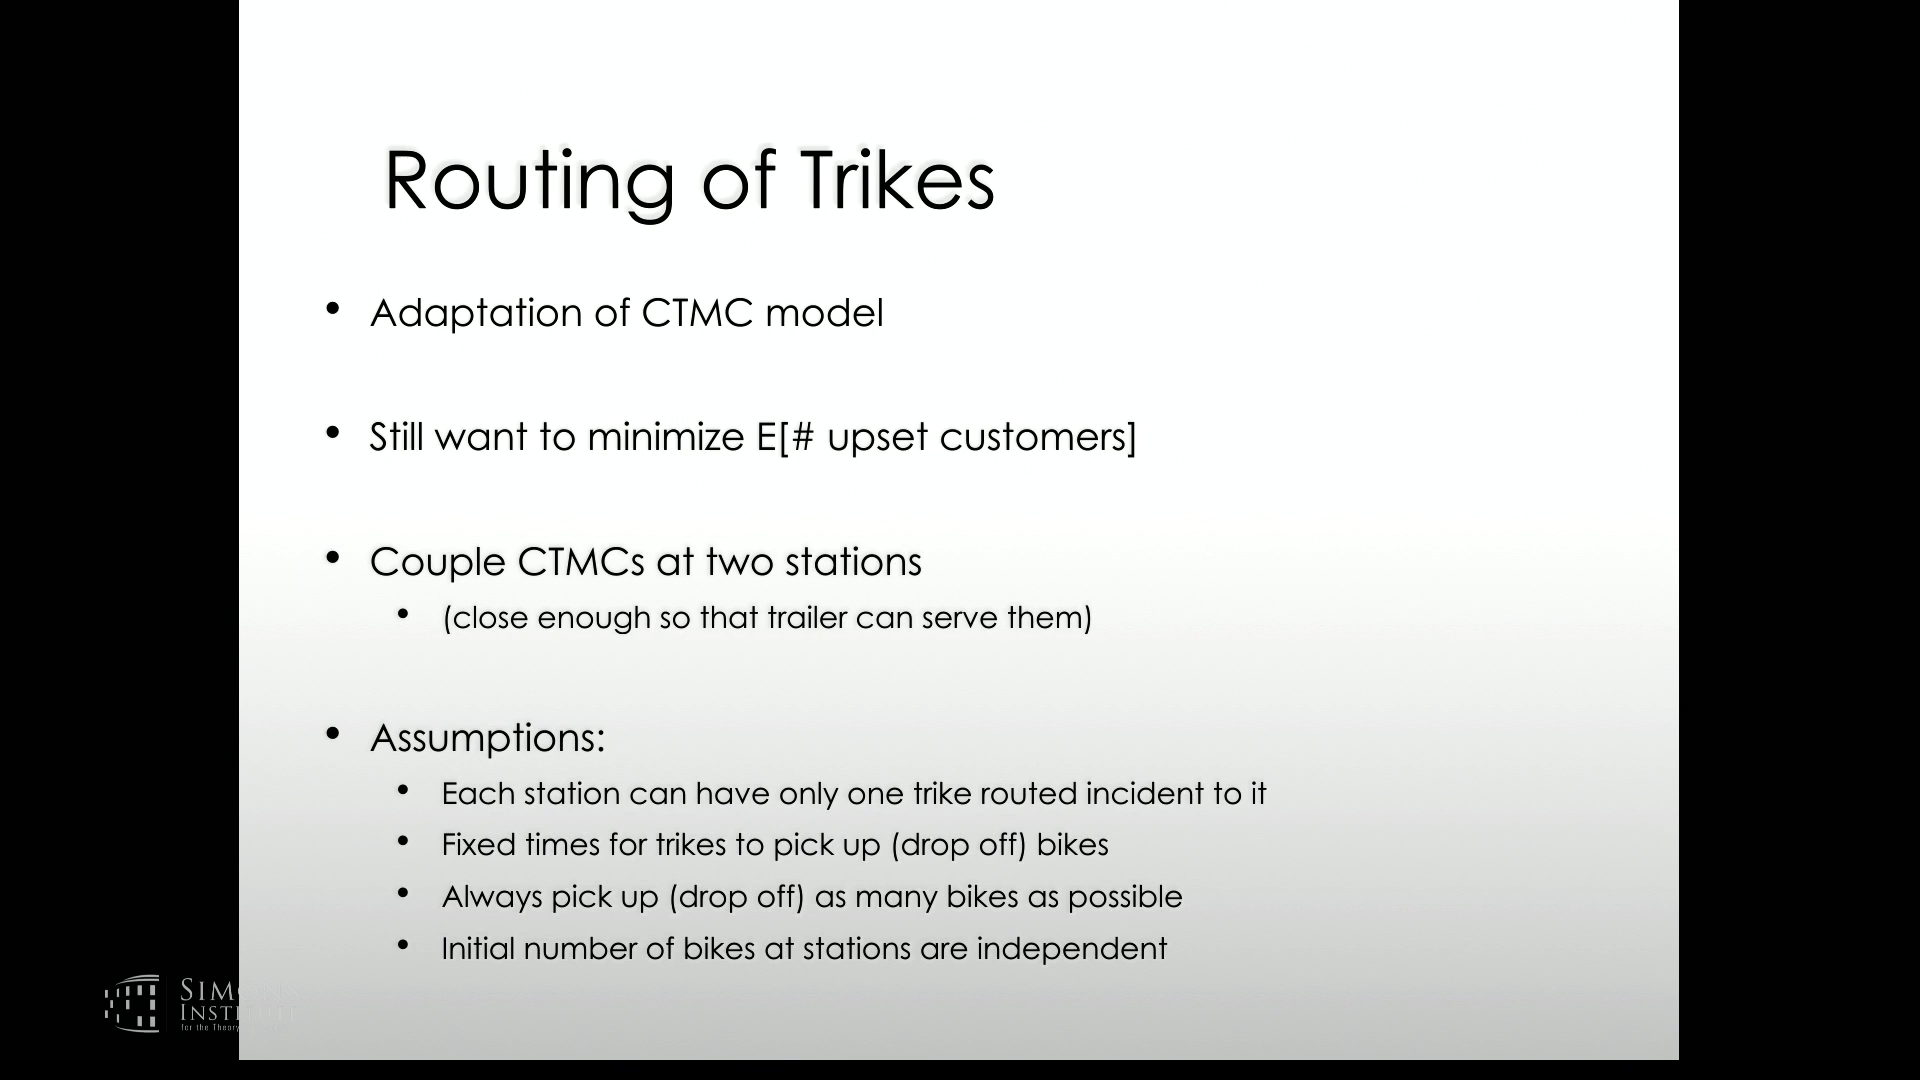 Routing of Trikes
• Adaptation of CTMC model
• Still want to minimize E[# upset customers]
• Couple CTMCs at two stations
• (close enough so that trailer can serve them)
• Assumptions:
• Each station can have only one trike routed incident to it
• Fixed times for trikes to pick up (drop off) bikes
• Always pick up (drop off) as many bikes as possible
• Initial number of bikes at stations are independent
SIMONS
INSTITUTE
for the Theory